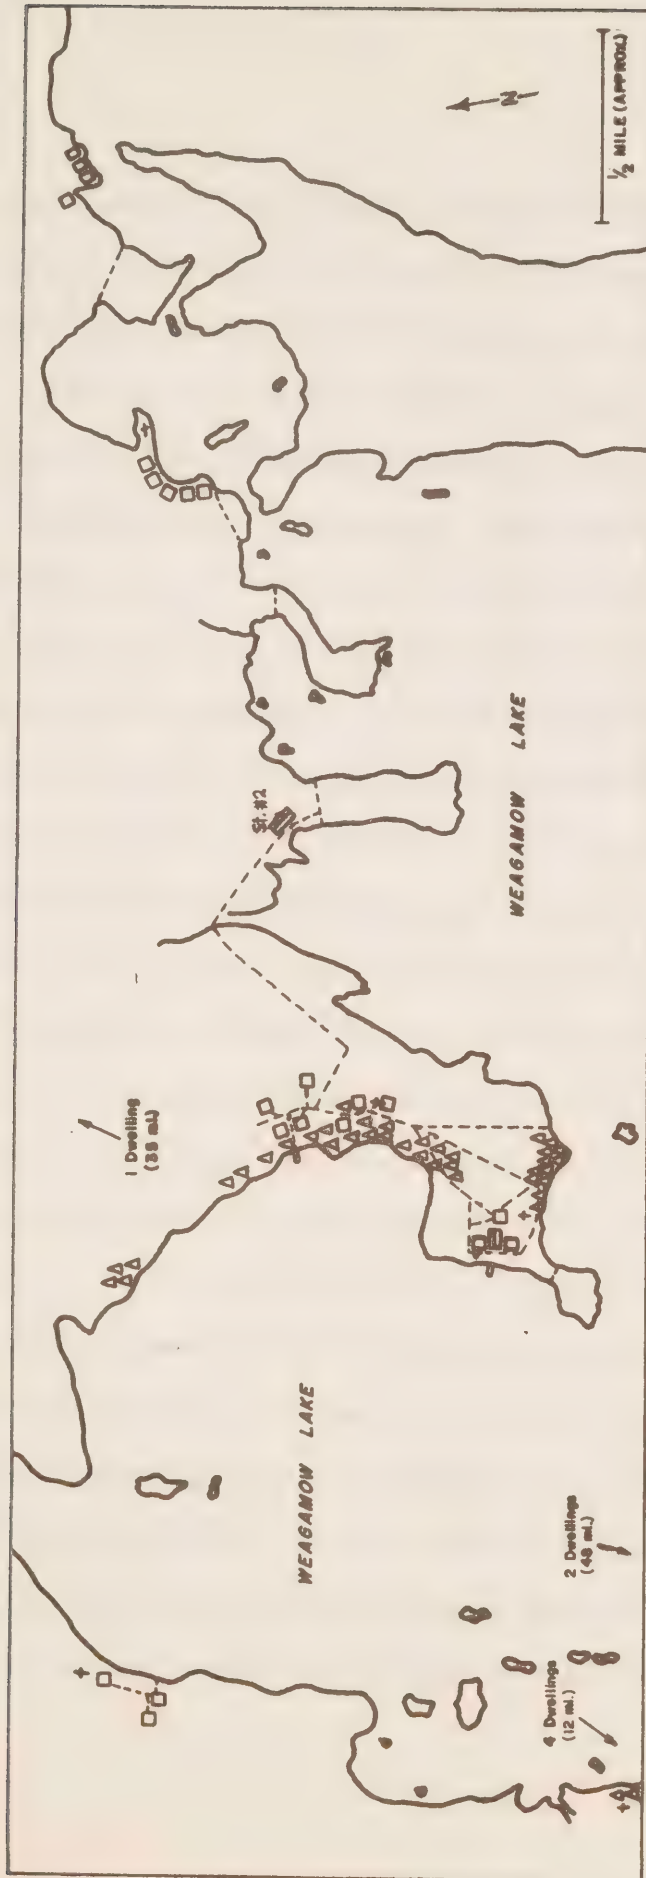 1 Dwelling
(35 mi.)
St. #2
WEAGAMOW LAKE
WEAGAMOW LAKE
4 Dwellings
(12 mi.)
2 Dwellings
(48 mi.)
N
1/2 MILE (APPROX.)